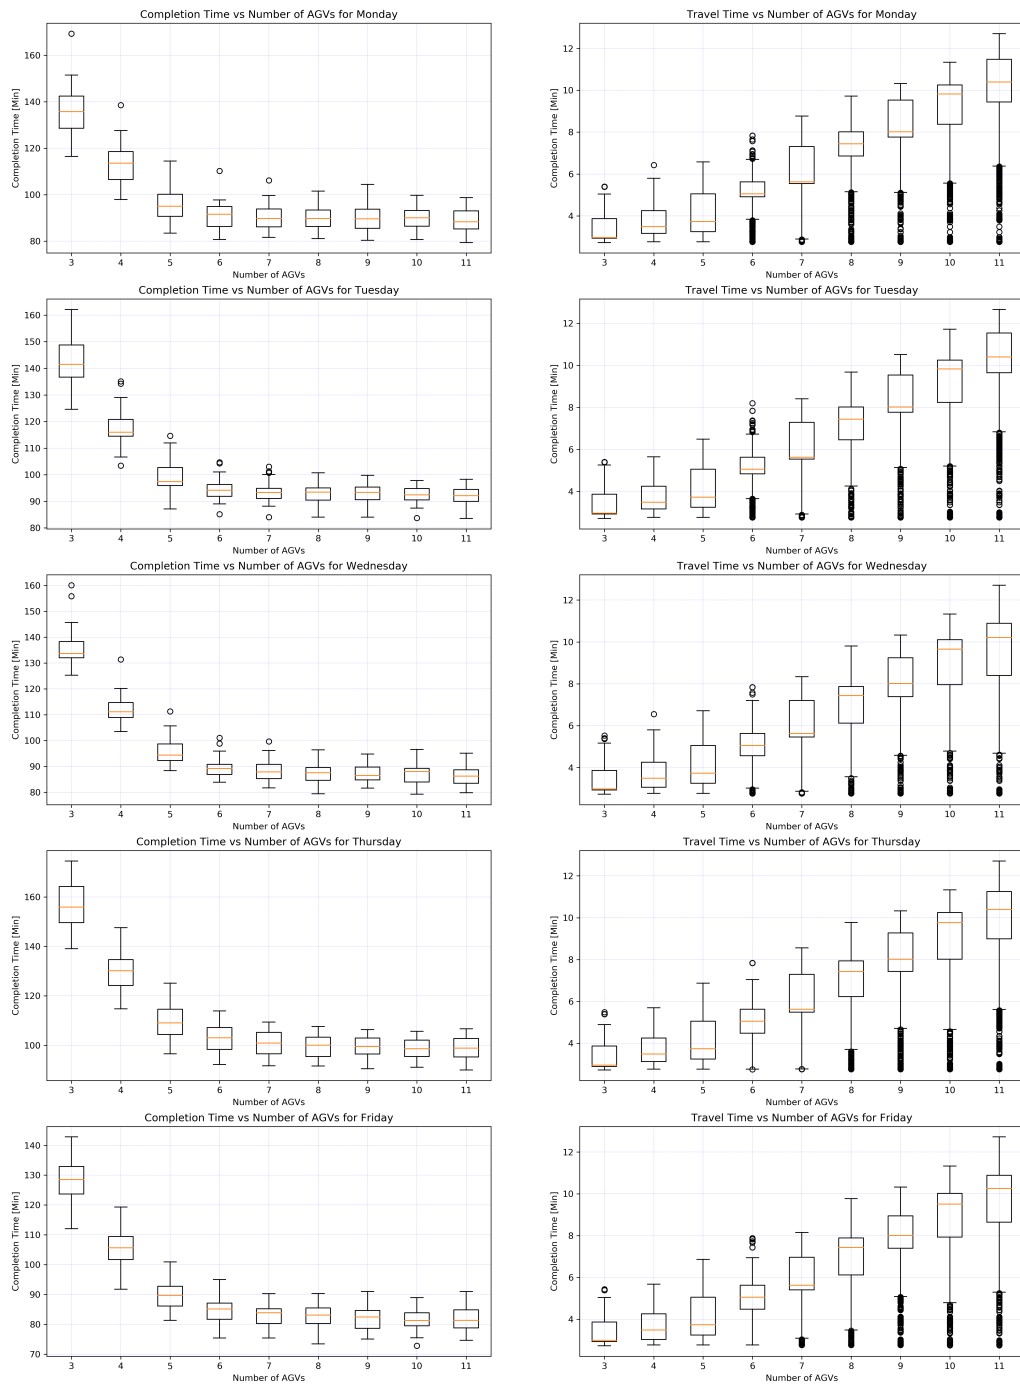 Completion Time vs Number of AGVs for Monday
Completion Time [Min]
160
140
120
100
80
3 4 5 6 7 8 9 10 11
Number of AGVs
Travel Time vs Number of AGVs for Monday
Completion Time [Min]
12
10
8
6
4
3 4 5 6 7 8 9 10 11
Number of AGVs
Completion Time vs Number of AGVs for Tuesday
Completion Time [Min]
160
150
140
130
120
110
100
90
80
3 4 5 6 7 8 9 10 11
Number of AGVs
Travel Time vs Number of AGVs for Tuesday
Completion Time [Min]
12
10
8
6
4
3 4 5 6 7 8 9 10 11
Number of AGVs
Completion Time vs Number of AGVs for Wednesday
Completion Time [Min]
160
150
140
130
120
110
100
90
80
3 4 5 6 7 8 9 10 11
Number of AGVs
Travel Time vs Number of AGVs for Wednesday
Completion Time [Min]
12
10
8
6
4
3 4 5 6 7 8 9 10 11
Number of AGVs
Completion Time vs Number of AGVs for Thursday
Completion Time [Min]
160
140
120
100
3 4 5 6 7 8 9 10 11
Number of AGVs
Travel Time vs Number of AGVs for Thursday
Completion Time [Min]
12
10
8
6
4
3 4 5 6 7 8 9 10 11
Number of AGVs
Completion Time vs Number of AGVs for Friday
Completion Time [Min]
140
130
120
110
100
90
80
70
3 4 5 6 7 8 9 10 11
Number of AGVs
Travel Time vs Number of AGVs for Friday
Completion Time [Min]
12
10
8
6
4
3 4 5 6 7 8 9 10 11
Number of AGVs